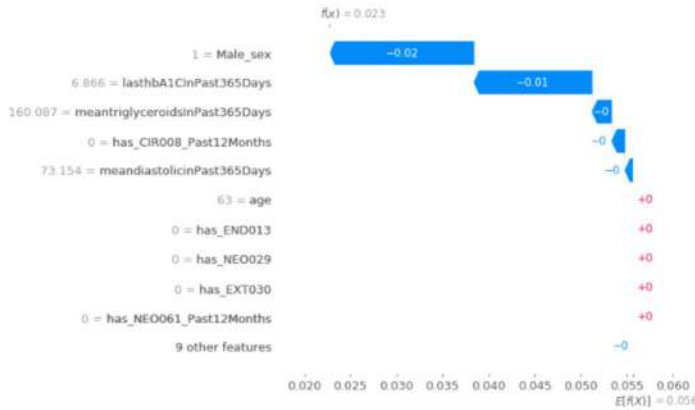 f(x) = 0.023
1 = Male_sex
−0.02
6.866 = lasthbA1CInPast365Days
−0.01
160.087 = meantriglyceroidsInPast365Days
−0
0 = has_CIR008_Past12Months
−0
73.154 = meandiastolicinPast365Days
−0
63 = age
+0
0 = has_END013
+0
0 = has_NEO029
+0
0 = has_EXT030
+0
0 = has_NEO061_Past12Months
+0
9 other features
−0
0.020 0.025 0.030 0.035 0.040 0.045 0.050 0.055 0.060
E[f(X)] = 0.056